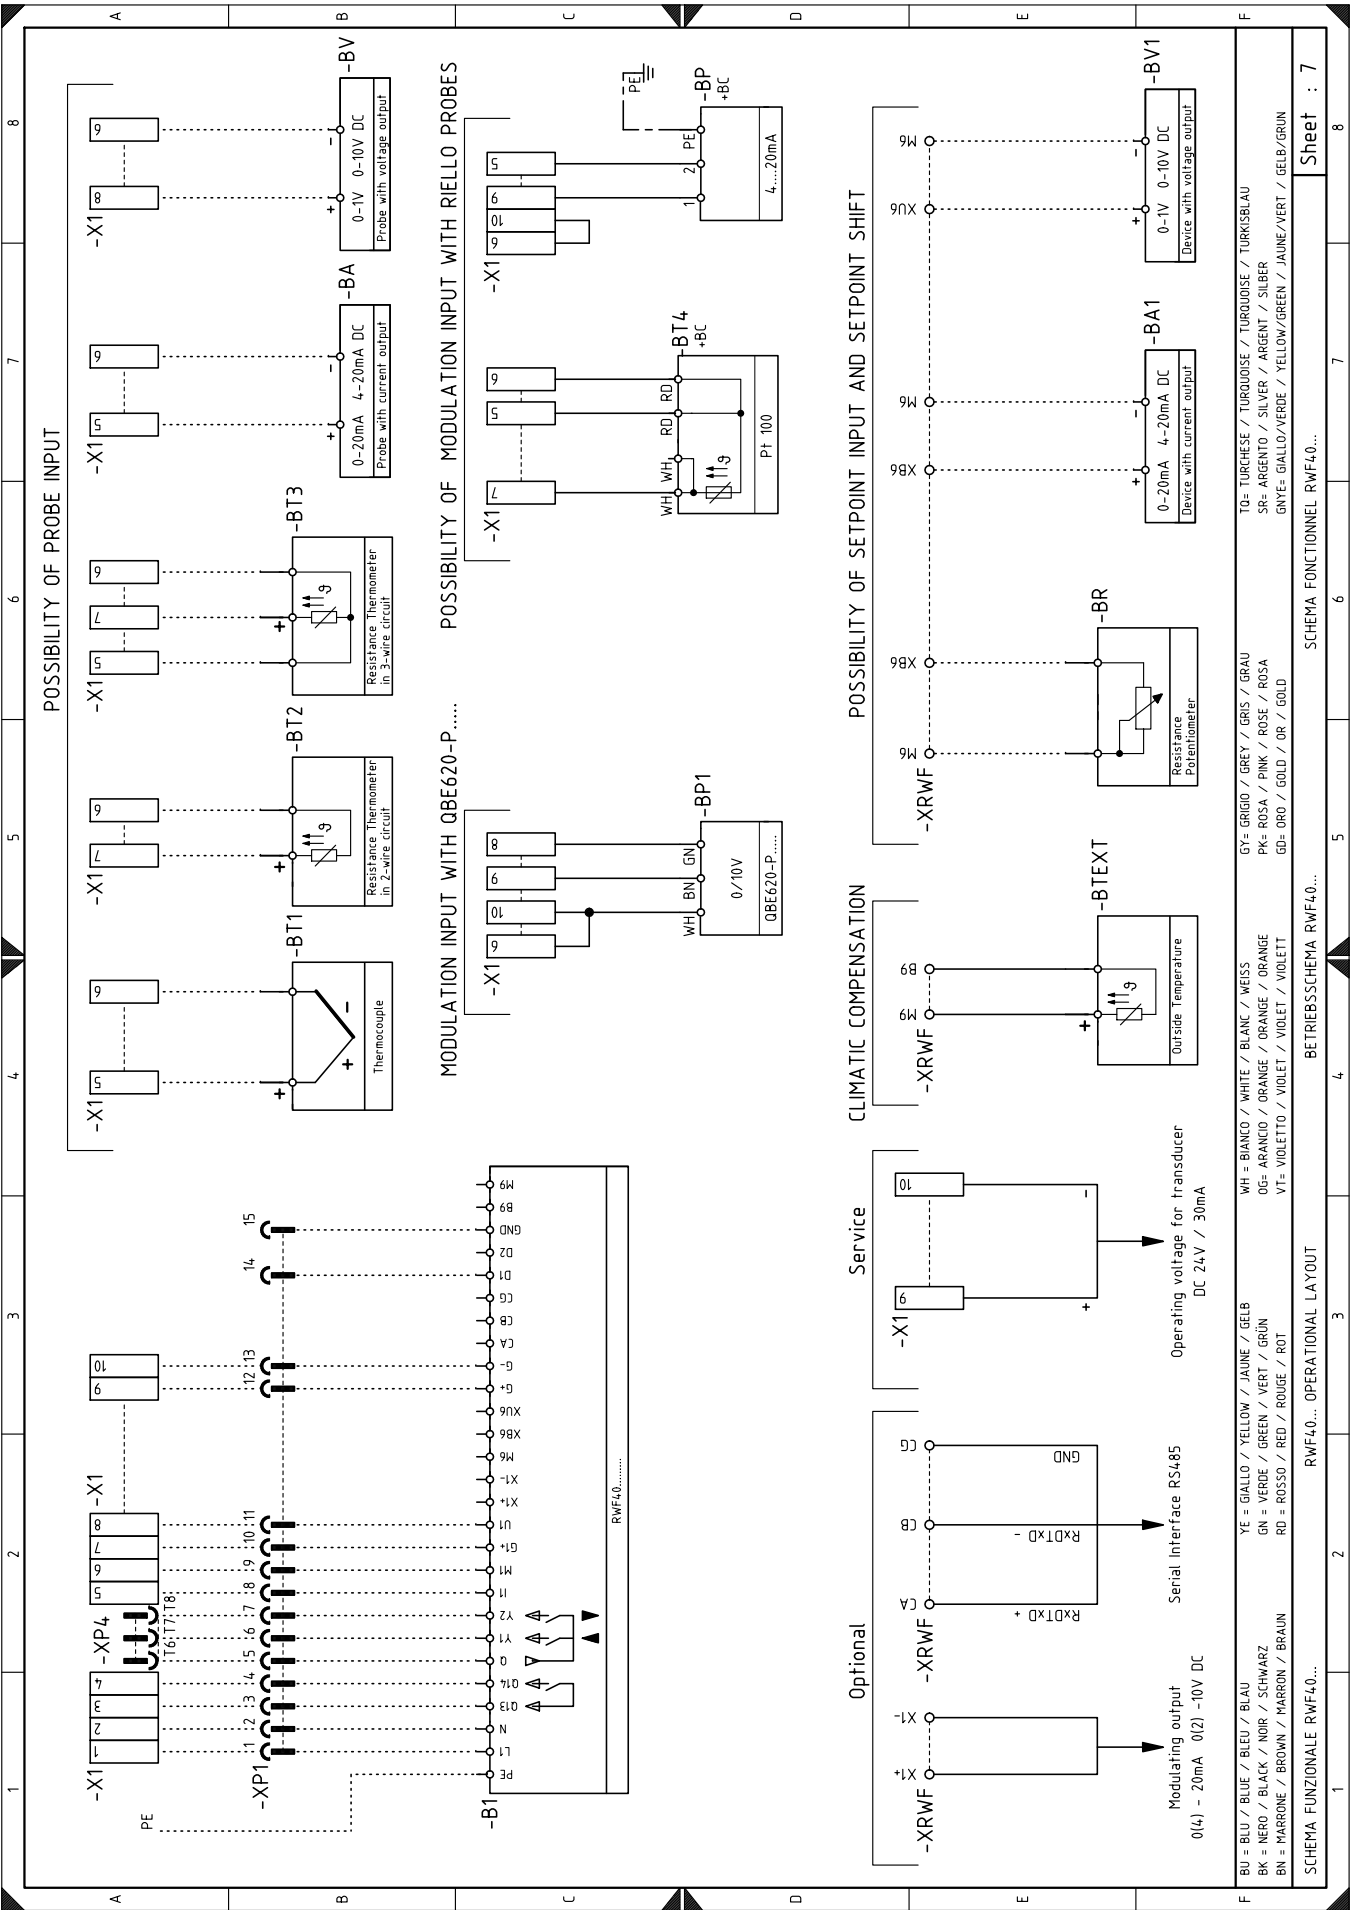 1 2 3 4 5 6 7 8
A B C D E F
POSSIBILITY OF PROBE INPUT
-X1 1 2 3 4
-XP4
T6 T7 T8
5 6 7 8 -X1
9 10
PE
-XP1
1 2 3 4 5 6 7 8 9 10 11 12 13 14 15
-B1
PE L1 N Q13 Q14 Q Y1 Y2 I1 M1 G1+ U1 X1+ X1- M6 XB6 XU6 G+ G- CA CB CG D1 D2 GND B9 M9
RWF40.........
-X1 5 6
-BT1
+
+ -
Thermocouple
-X1 7 6
-BT2
+
ϑ
Resistance Thermometer
in 2-wire circuit
-X1 5 7 6
-BT3
+
ϑ
Resistance Thermometer
in 3-wire circuit
-X1 5 6
-BA
+ -
0-20mA 4-20mA DC
Probe with current output
-X1 8 6
-BV
+ -
0-1V 0-10V DC
Probe with voltage output
MODULATION INPUT WITH QBE620-P.....
-X1 6 10 9 8
-BP1
WH BN GN
0/10V
QBE620-P.....
POSSIBILITY OF MODULATION INPUT WITH RIELLO PROBES
-X1 7 5 6
-BT4
+BC
WH WH RD RD
ϑ
Pt 100
-X1 6 10 9 5
PE
-BP
+BC
1 2 PE
4....20mA
Optional
-XRWF X1+ X1-
Modulating output
0(4) - 20mA 0(2) -10V DC
-XRWF CA CB CG
RxDTxD + RxDTxD - GND
Serial Interface RS485
Service
-X1 9 10
+ -
Operating voltage for transducer
DC 24V / 30mA
CLIMATIC COMPENSATION
-XRWF M9 B9
-BTEXT
+
ϑ
Outside Temperature
POSSIBILITY OF SETPOINT INPUT AND SETPOINT SHIFT
-XRWF M6 XB6 XB6 M6 XU6 M6
-BR
Resistance
Potentiometer
-BA1
+ -
0-20mA 4-20mA DC
Device with current output
-BV1
+ -
0-1V 0-10V DC
Device with voltage output
BU = BLU / BLUE / BLEU / BLAU
BK = NERO / BLACK / NOIR / SCHWARZ
BN = MARRONE / BROWN / MARRON / BRAUN
YE = GIALLO / YELLOW / JAUNE / GELB
GN = VERDE / GREEN / VERT / GRÜN
RD = ROSSO / RED / ROUGE / ROT
WH = BIANCO / WHITE / BLANC / WEISS
OG= ARANCIO / ORANGE / ORANGE / ORANGE
VT= VIOLETTO / VIOLET / VIOLET / VIOLETT
GY= GRIGIO / GREY / GRIS / GRAU
PK= ROSA / PINK / ROSE / ROSA
GD= ORO / GOLD / OR / GOLD
TQ= TURCHESE / TURQUOISE / TURQUOISE / TURKISBLAU
SR= ARGENTO / SILVER / ARGENT / SILBER
GNYE= GIALLO/VERDE / YELLOW/GREEN / JAUNE/VERT / GELB/GRUN
SCHEMA FUNZIONALE RWF40...
RWF40... OPERATIONAL LAYOUT
BETRIEBSSCHEMA RWF40...
SCHEMA FONCTIONNEL RWF40...
Sheet : 7
1 2 3 4 5 6 7 8
A B C D E F